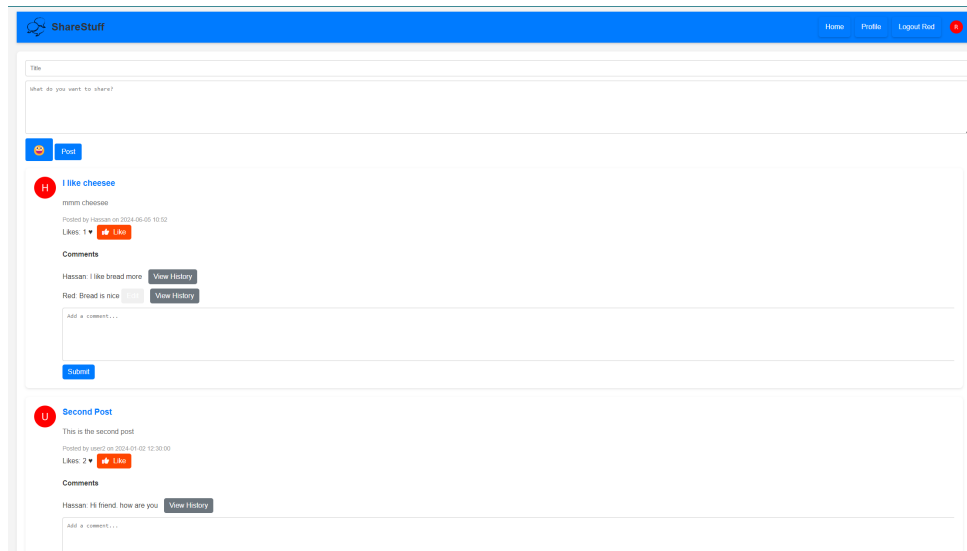 ShareStuff
Home Profile Logout Red R
Title
What do you want to share?
Post
H I like cheesee
mmm cheesee
Posted by Hassan on 2024-06-05 10:52
Likes: 1 ♥ Like
Comments
Hassan: I like bread more View History
Red: Bread is nice View History
Add a comment...
Submit
U Second Post
This is the second post
Posted by user2 on 2024-01-02 12:30:00
Likes: 2 ♥ Like
Comments
Hassan: Hi friend. how are you View History
Add a comment...